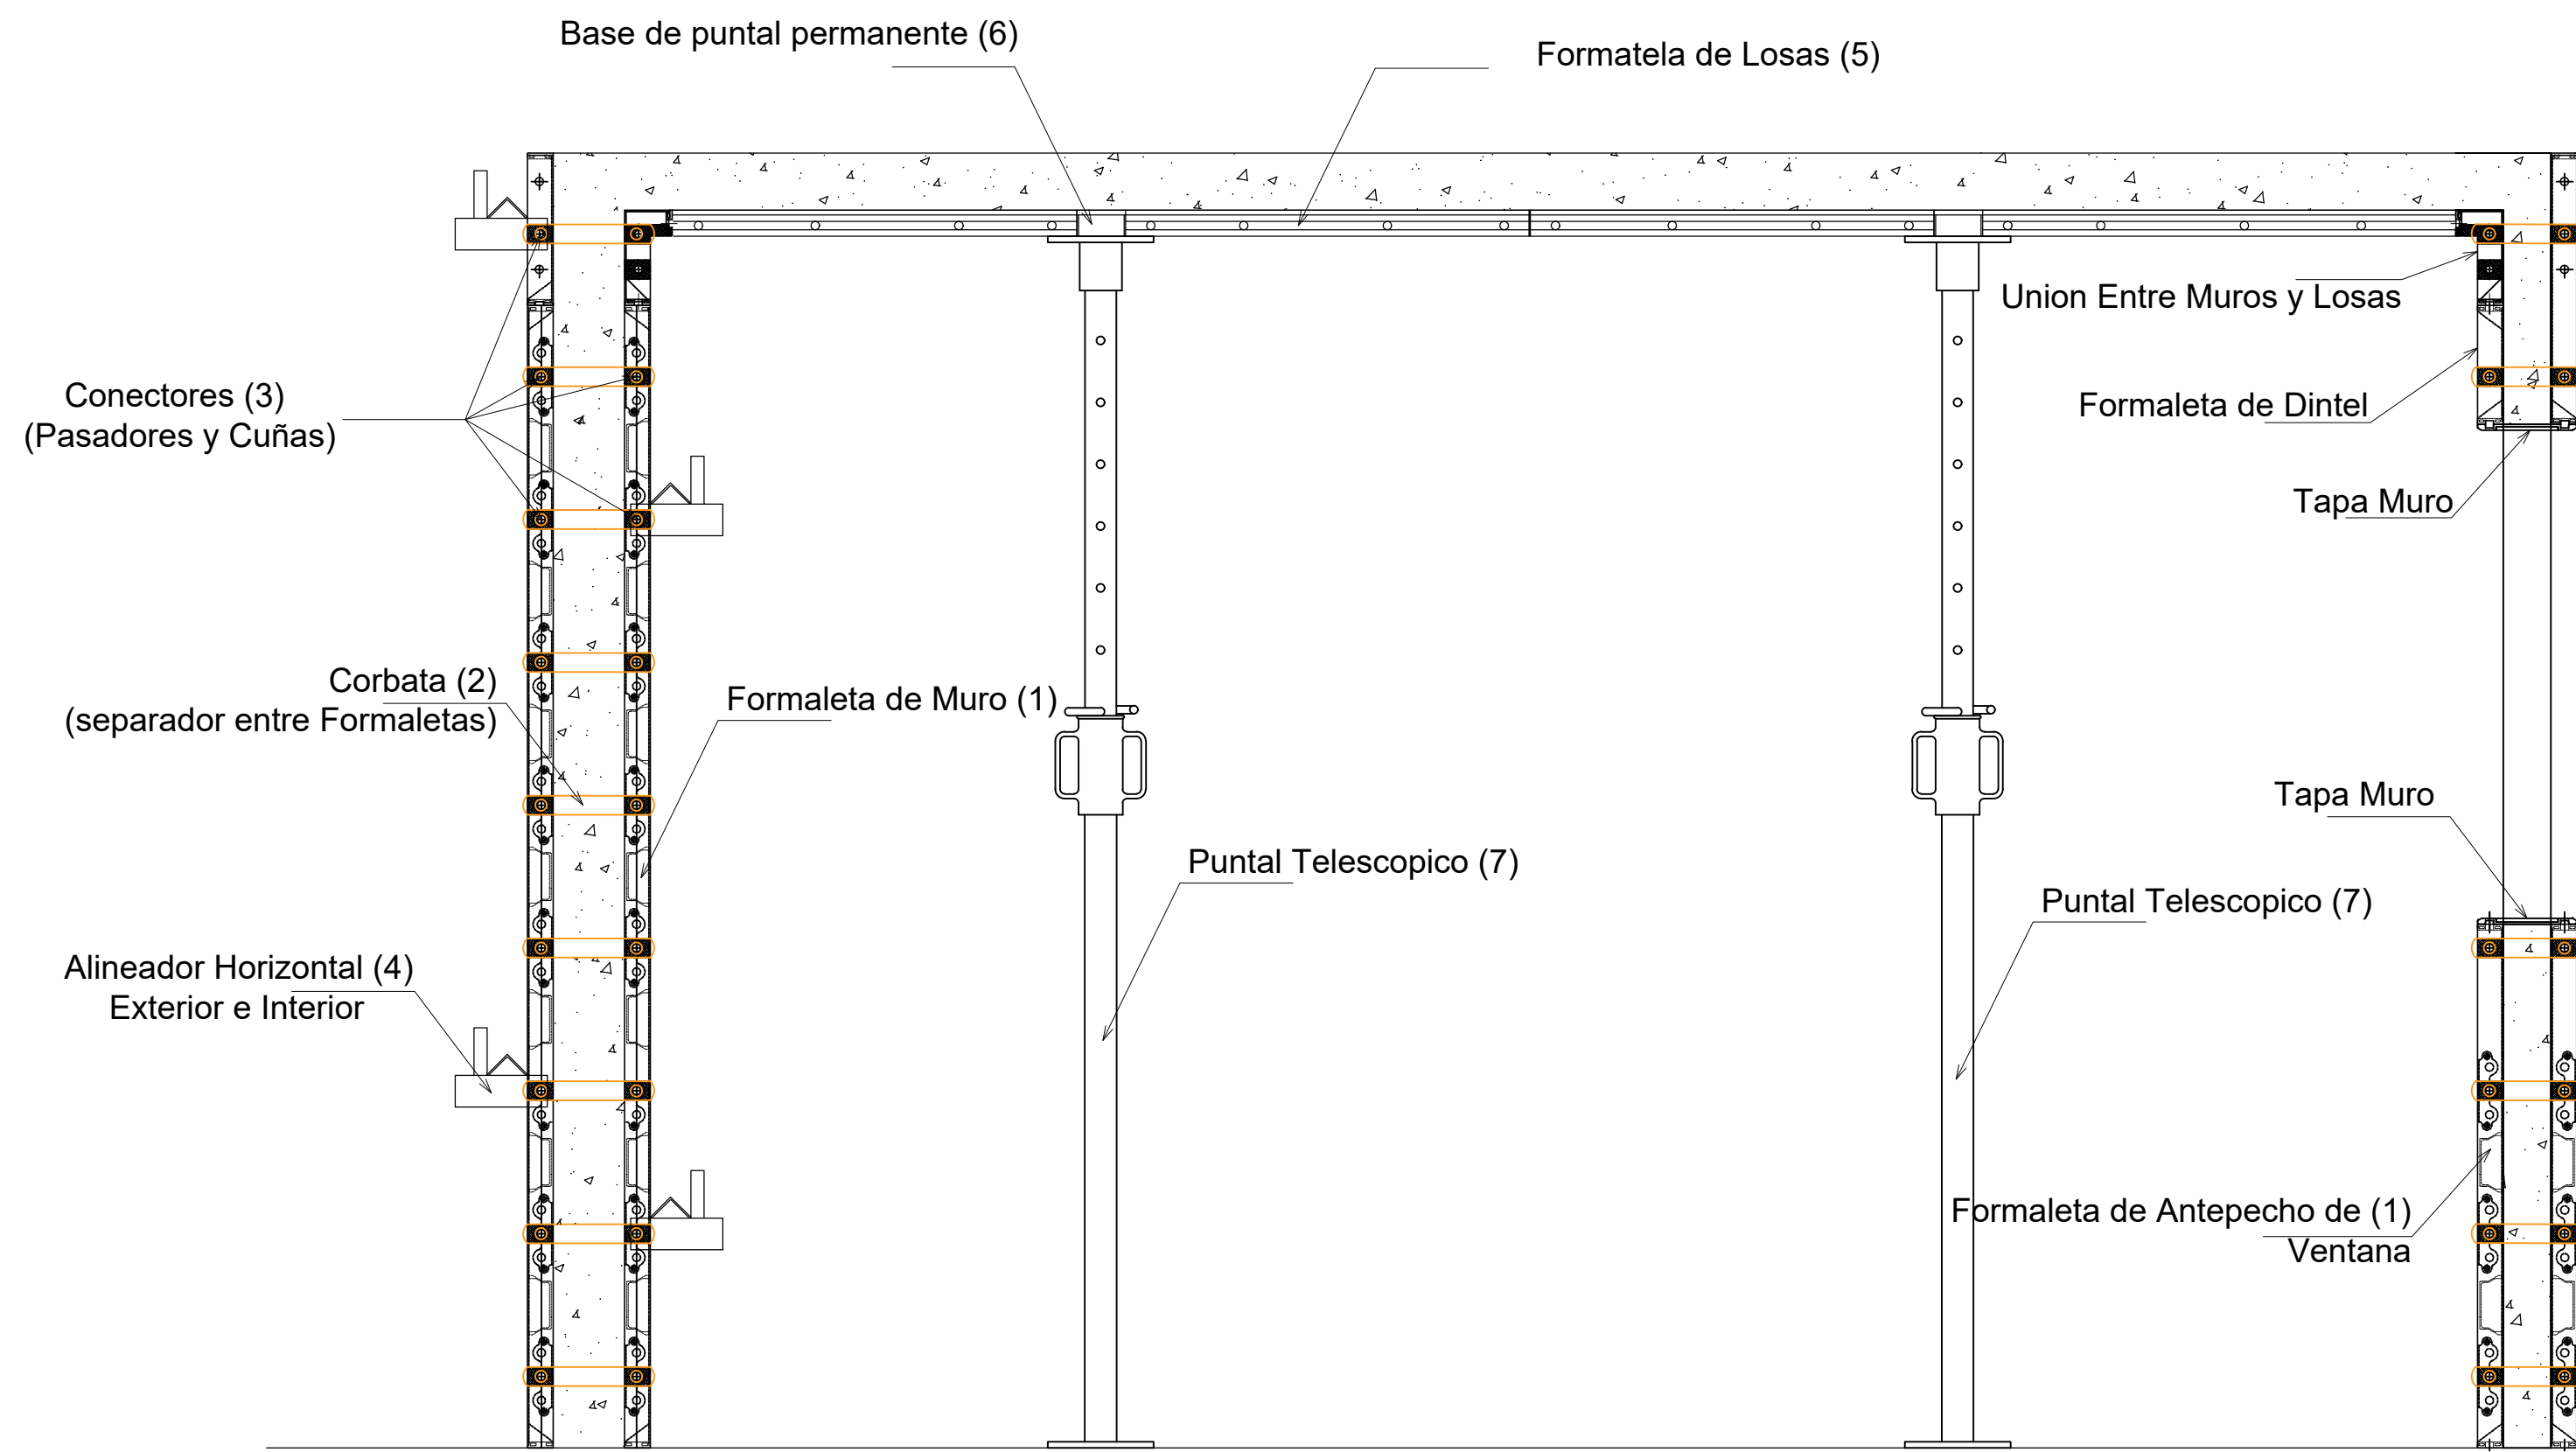 Base de puntal permanente (6)
Formatela de Losas (5)
Union Entre Muros y Losas
Conectores (3)
(Pasadores y Cuñas)
Formaleta de Dintel
Tapa Muro
Corbata (2)
(separador entre Formaletas)
Formaleta de Muro (1)
Tapa Muro
Puntal Telescopico (7)
Puntal Telescopico (7)
Alineador Horizontal (4)
Exterior e Interior
Formaleta de Antepecho de (1)
Ventana